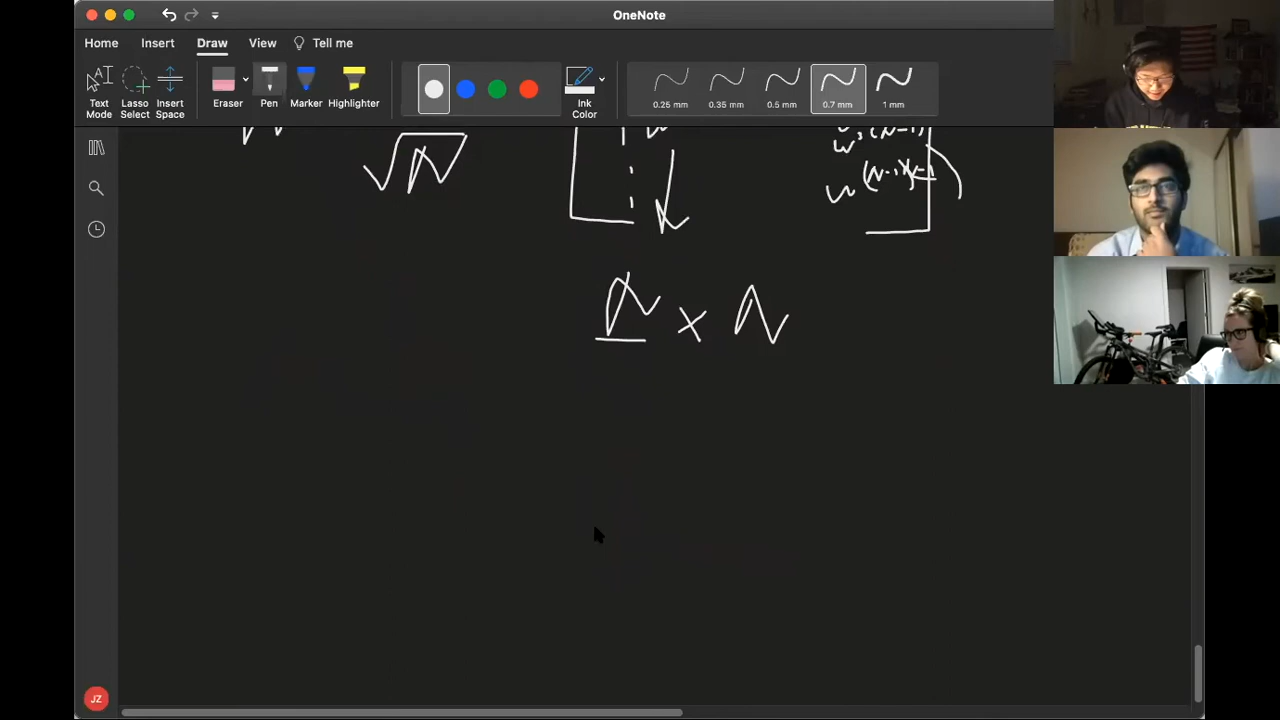 OneNote
Home Insert Draw View Tell me
Text Mode
Lasso Select
Insert Space
Eraser
Pen
Marker
Highlighter
Ink Color
0.25 mm
0.35 mm
0.5 mm
0.7 mm
1 mm
√N
N × N
JZ